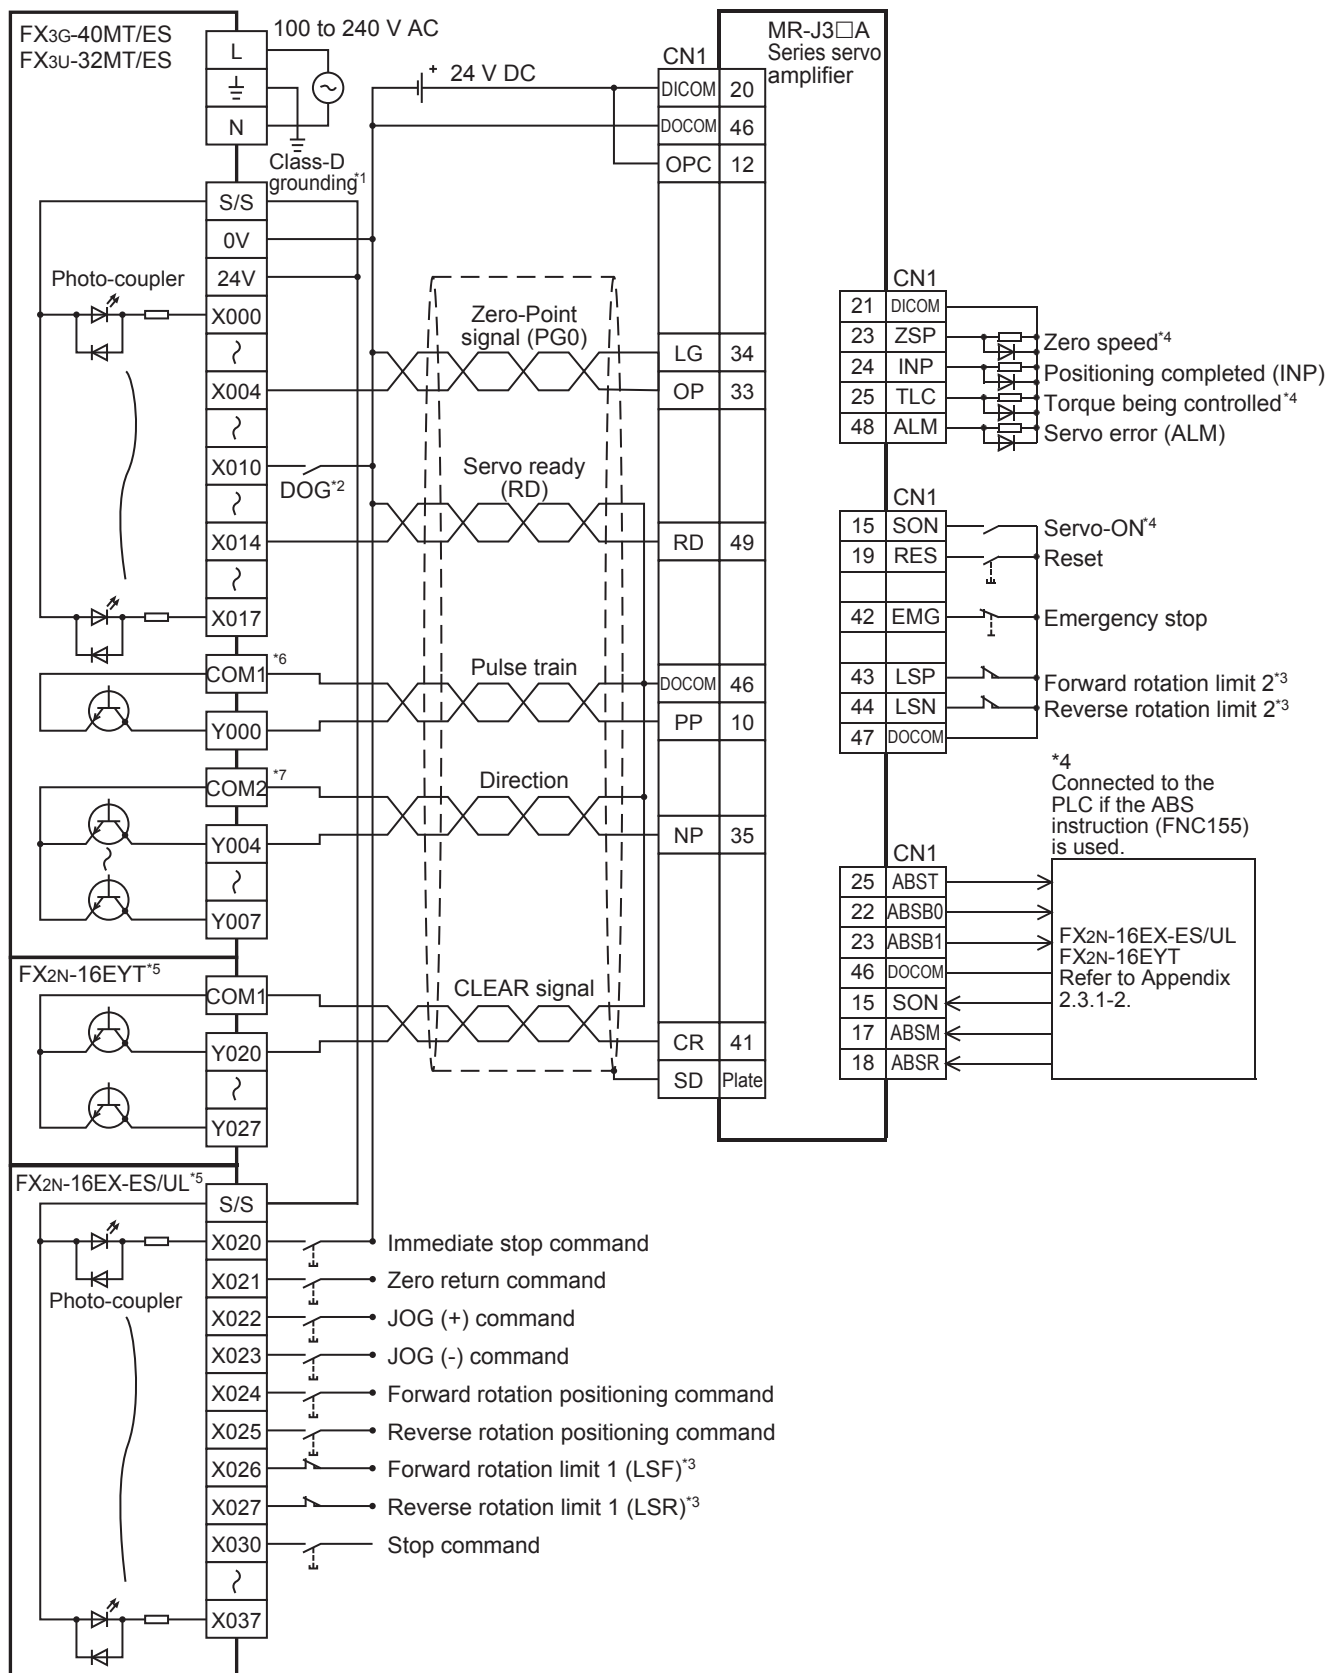 FX3G-40MT/ES
FX3U-32MT/ES
L
N
100 to 240 V AC
Class-D
grounding*1
S/S
0V
24V
Photo-coupler
X000
X004
X010
DOG*2
X014
X017
COM1 *6
Y000
COM2 *7
Y004
Y007
FX2N-16EYT*5
COM1
Y020
Y027
FX2N-16EX-ES/UL*5
S/S
X020
Immediate stop command
X021
Zero return command
Photo-coupler
X022
JOG (+) command
X023
JOG (-) command
X024
Forward rotation positioning command
X025
Reverse rotation positioning command
X026
Forward rotation limit 1 (LSF)*3
X027
Reverse rotation limit 1 (LSR)*3
X030
Stop command
X037
+ 24 V DC
Zero-Point
signal (PG0)
Servo ready
(RD)
Pulse train
Direction
CLEAR signal
MR-J3□A
Series servo
amplifier
CN1
DICOM 20
DOCOM 46
OPC 12
LG 34
OP 33
RD 49
DOCOM 46
PP 10
NP 35
CR 41
SD Plate
CN1
21 DICOM
23 ZSP Zero speed*4
24 INP Positioning completed (INP)
25 TLC Torque being controlled*4
48 ALM Servo error (ALM)
CN1
15 SON Servo-ON*4
19 RES Reset
42 EMG Emergency stop
43 LSP Forward rotation limit 2*3
44 LSN Reverse rotation limit 2*3
47 DOCOM
*4
Connected to the
PLC if the ABS
instruction (FNC155)
is used.
CN1
25 ABST
22 ABSB0
23 ABSB1
46 DOCOM
15 SON
17 ABSM
18 ABSR
FX2N-16EX-ES/UL
FX2N-16EYT
Refer to Appendix
2.3.1-2.